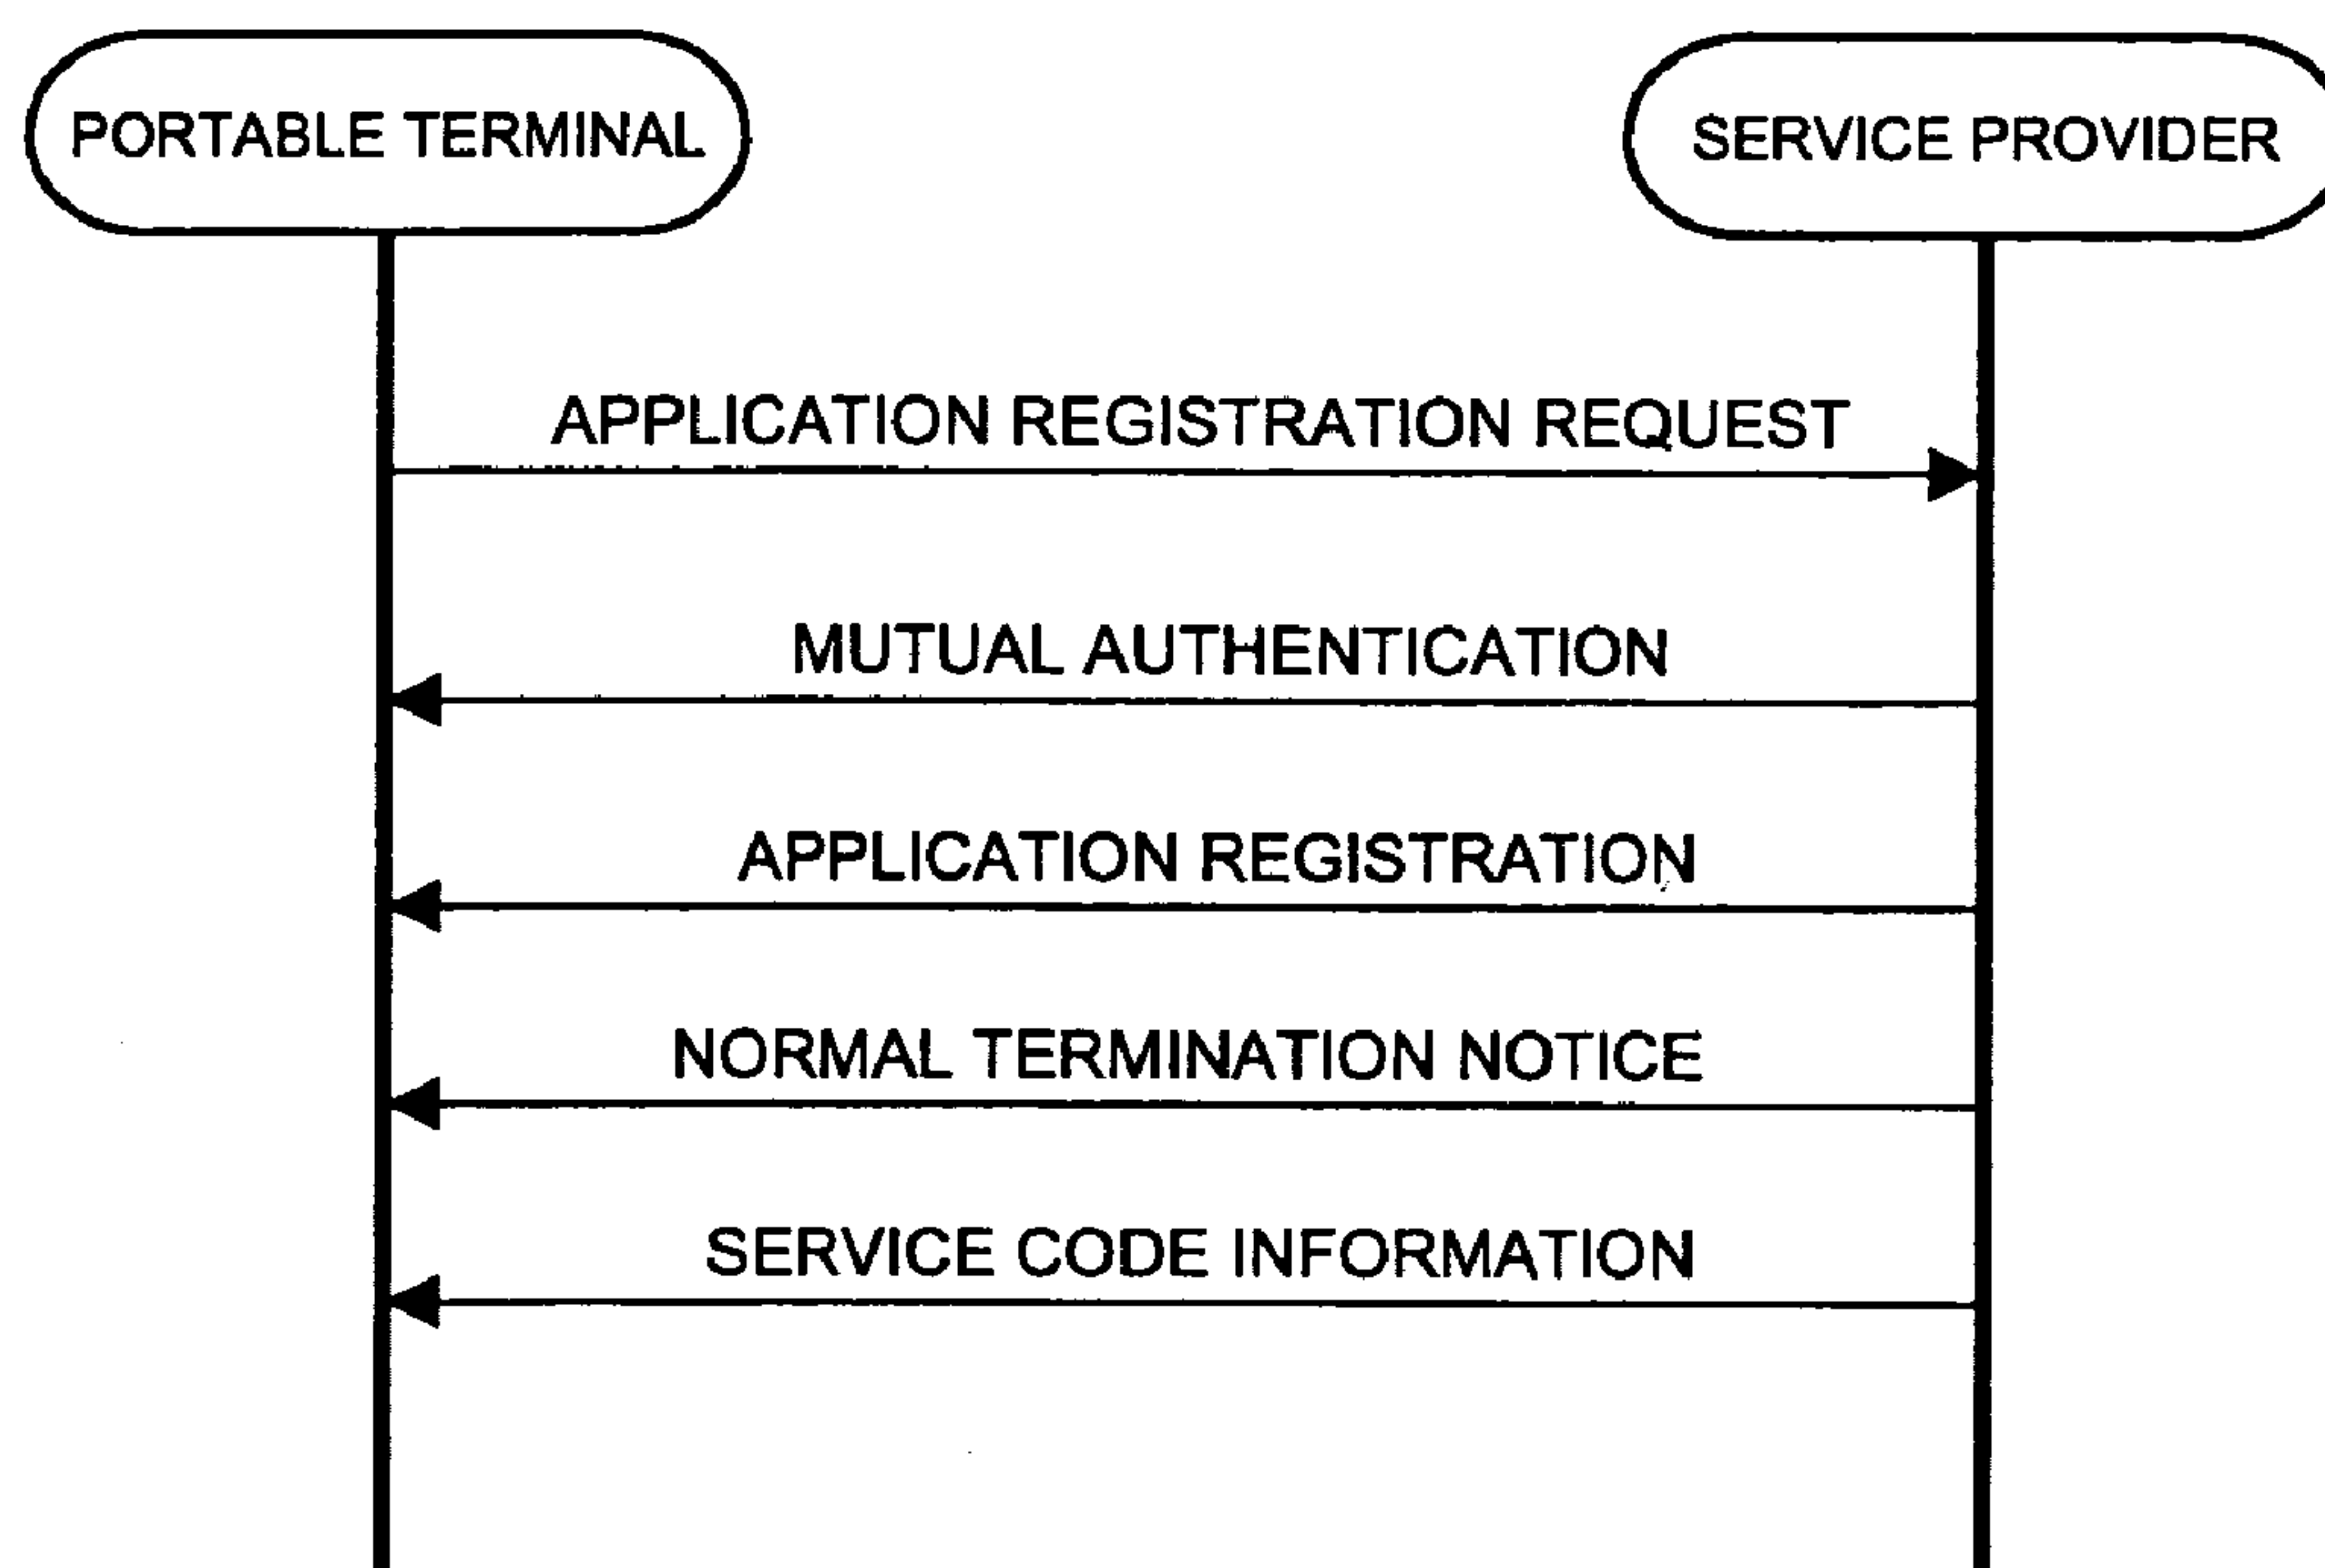 PORTABLE TERMINAL
SERVICE PROVIDER
APPLICATION REGISTRATION REQUEST
MUTUAL AUTHENTICATION
APPLICATION REGISTRATION
NORMAL TERMINATION NOTICE
SERVICE CODE INFORMATION